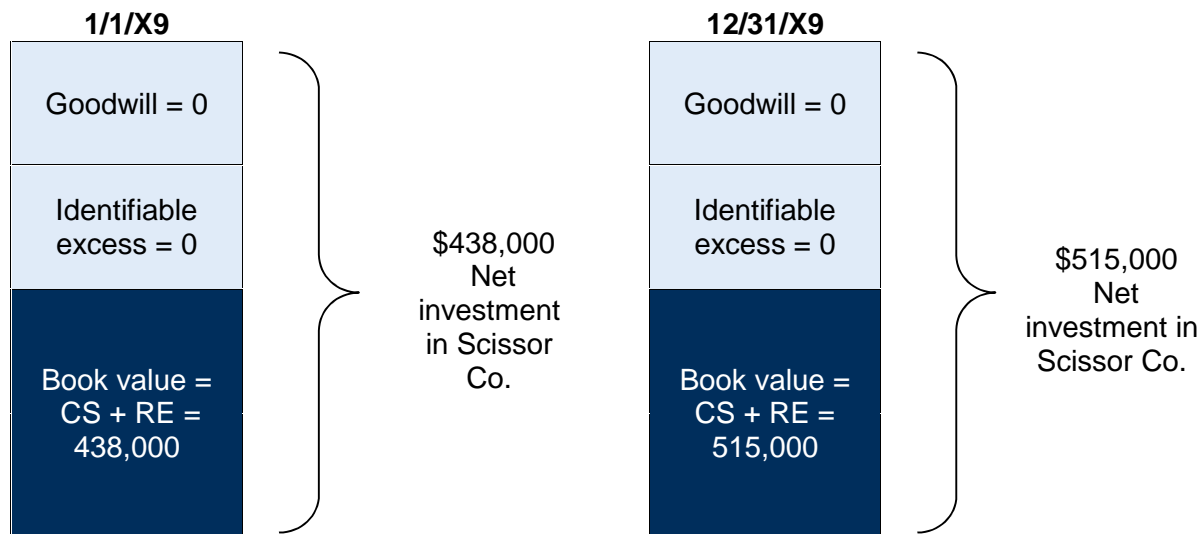 1/1/X9
Goodwill = 0
Identifiable
excess = 0
Book value =
CS + RE =
438,000
$438,000
Net
investment
in Scissor
Co.
12/31/X9
Goodwill = 0
Identifiable
excess = 0
Book value =
CS + RE =
515,000
$515,000
Net
investment in
Scissor Co.